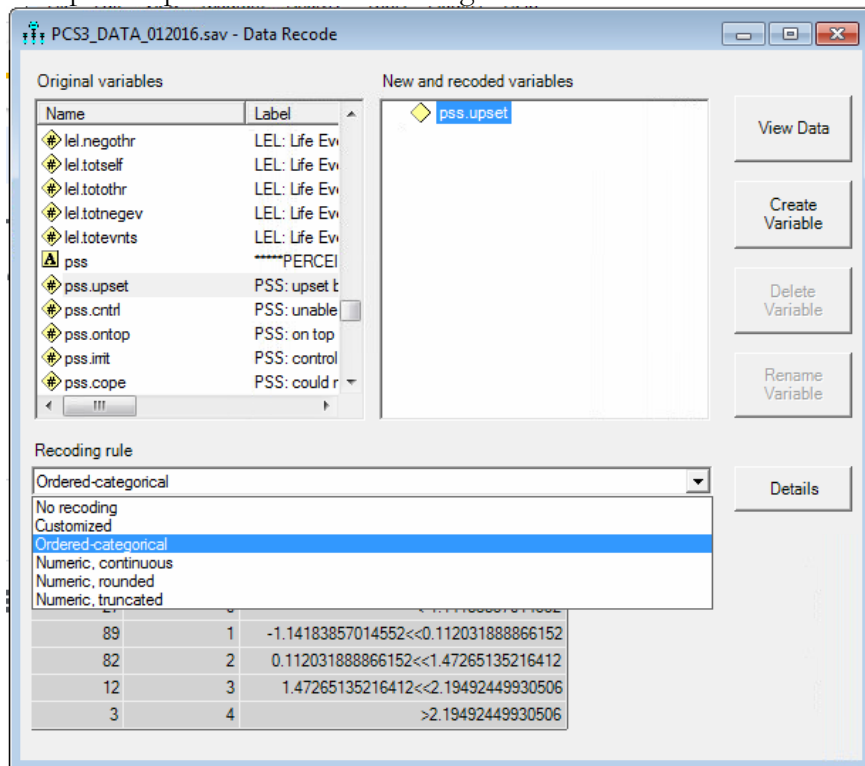 PCS3_DATA_012016.sav - Data Recode
Original variables
New and recoded variables
Name Label
lel.negothr LEL: Life Ev
lel.totself LEL: Life Ev
lel.totothr LEL: Life Ev
lel.totnegev LEL: Life Ev
lel.totevnts LEL: Life Ev
pss *****PERCEI
pss.upset PSS: upset b
pss.cntrl PSS: unable
pss.ontop PSS: on top
pss.irrit PSS: control
pss.cope PSS: could r
pss.upset
View Data
Create
Variable
Delete
Variable
Rename
Variable
Recoding rule
Ordered-categorical
Details
No recoding
Customized
Ordered-categorical
Numeric, continuous
Numeric, rounded
Numeric, truncated
89 1 -1.14183857014552<<0.112031888866152
82 2 0.112031888866152<<1.47265135216412
12 3 1.47265135216412<<2.19492449930506
3 4 >2.19492449930506